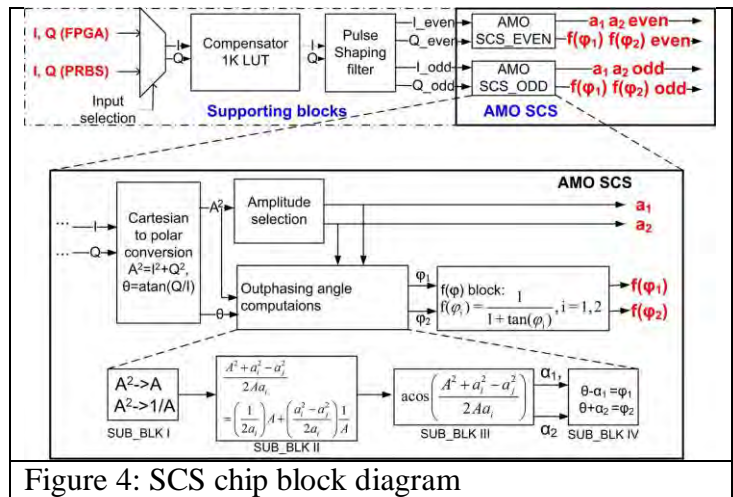 I, Q (FPGA)
I, Q (PRBS)
Input
selection
I
Q
Compensator
1K LUT
I
Q
Pulse
Shaping
filter
I_even
Q_even
I_odd
Q_odd
AMO
SCS_EVEN
AMO
SCS_ODD
a₁ a₂ even
f(φ₁) f(φ₂) even
a₁ a₂ odd
f(φ₁) f(φ₂) odd
Supporting blocks
AMO SCS
AMO SCS
... I
... Q
Cartesian
to polar
conversion
A²=I²+Q²,
θ=atan(Q/I)
A²
θ
Amplitude
selection
a₁
a₂
Outphasing angle
computaions
φ₁
φ₂
f(φ) block:
f(φᵢ) = 1/(1+tan(φᵢ)), i = 1, 2
f(φ₁)
f(φ₂)
A²->A
A²->1/A
SUB_BLK I
(A² + aᵢ² − aⱼ²)/(2Aaᵢ)
= (1/(2aᵢ))A + ((aᵢ² − aⱼ²)/(2aᵢ)) 1/A
SUB_BLK II
acos((A² + aᵢ² − aⱼ²)/(2Aaᵢ))
SUB_BLK III
α₁,
α₂
θ-α₁=φ₁
θ+α₂=φ₂
SUB_BLK IV
Figure 4: SCS chip block diagram